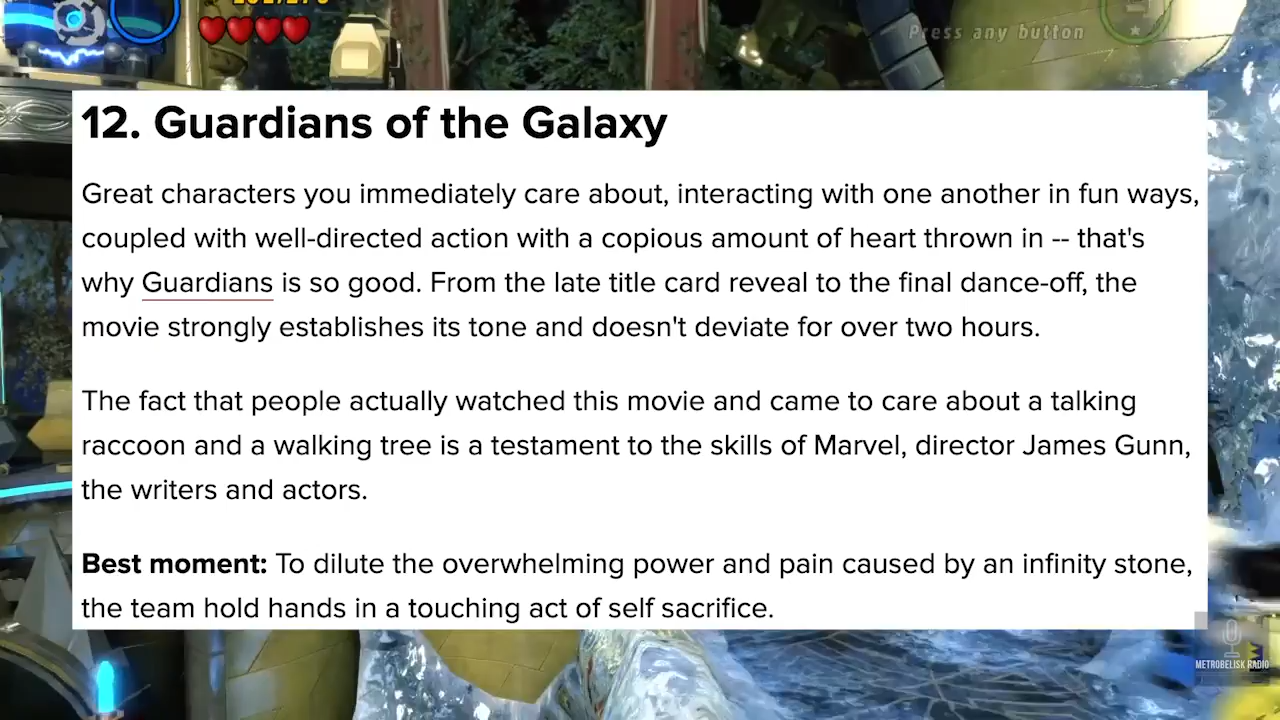 Press any button
12. Guardians of the Galaxy
Great characters you immediately care about, interacting with one another in fun ways,
coupled with well-directed action with a copious amount of heart thrown in -- that's
why Guardians is so good. From the late title card reveal to the final dance-off, the
movie strongly establishes its tone and doesn't deviate for over two hours.
The fact that people actually watched this movie and came to care about a talking
raccoon and a walking tree is a testament to the skills of Marvel, director James Gunn,
the writers and actors.
Best moment: To dilute the overwhelming power and pain caused by an infinity stone,
the team hold hands in a touching act of self sacrifice.
METROBELISK RADIO